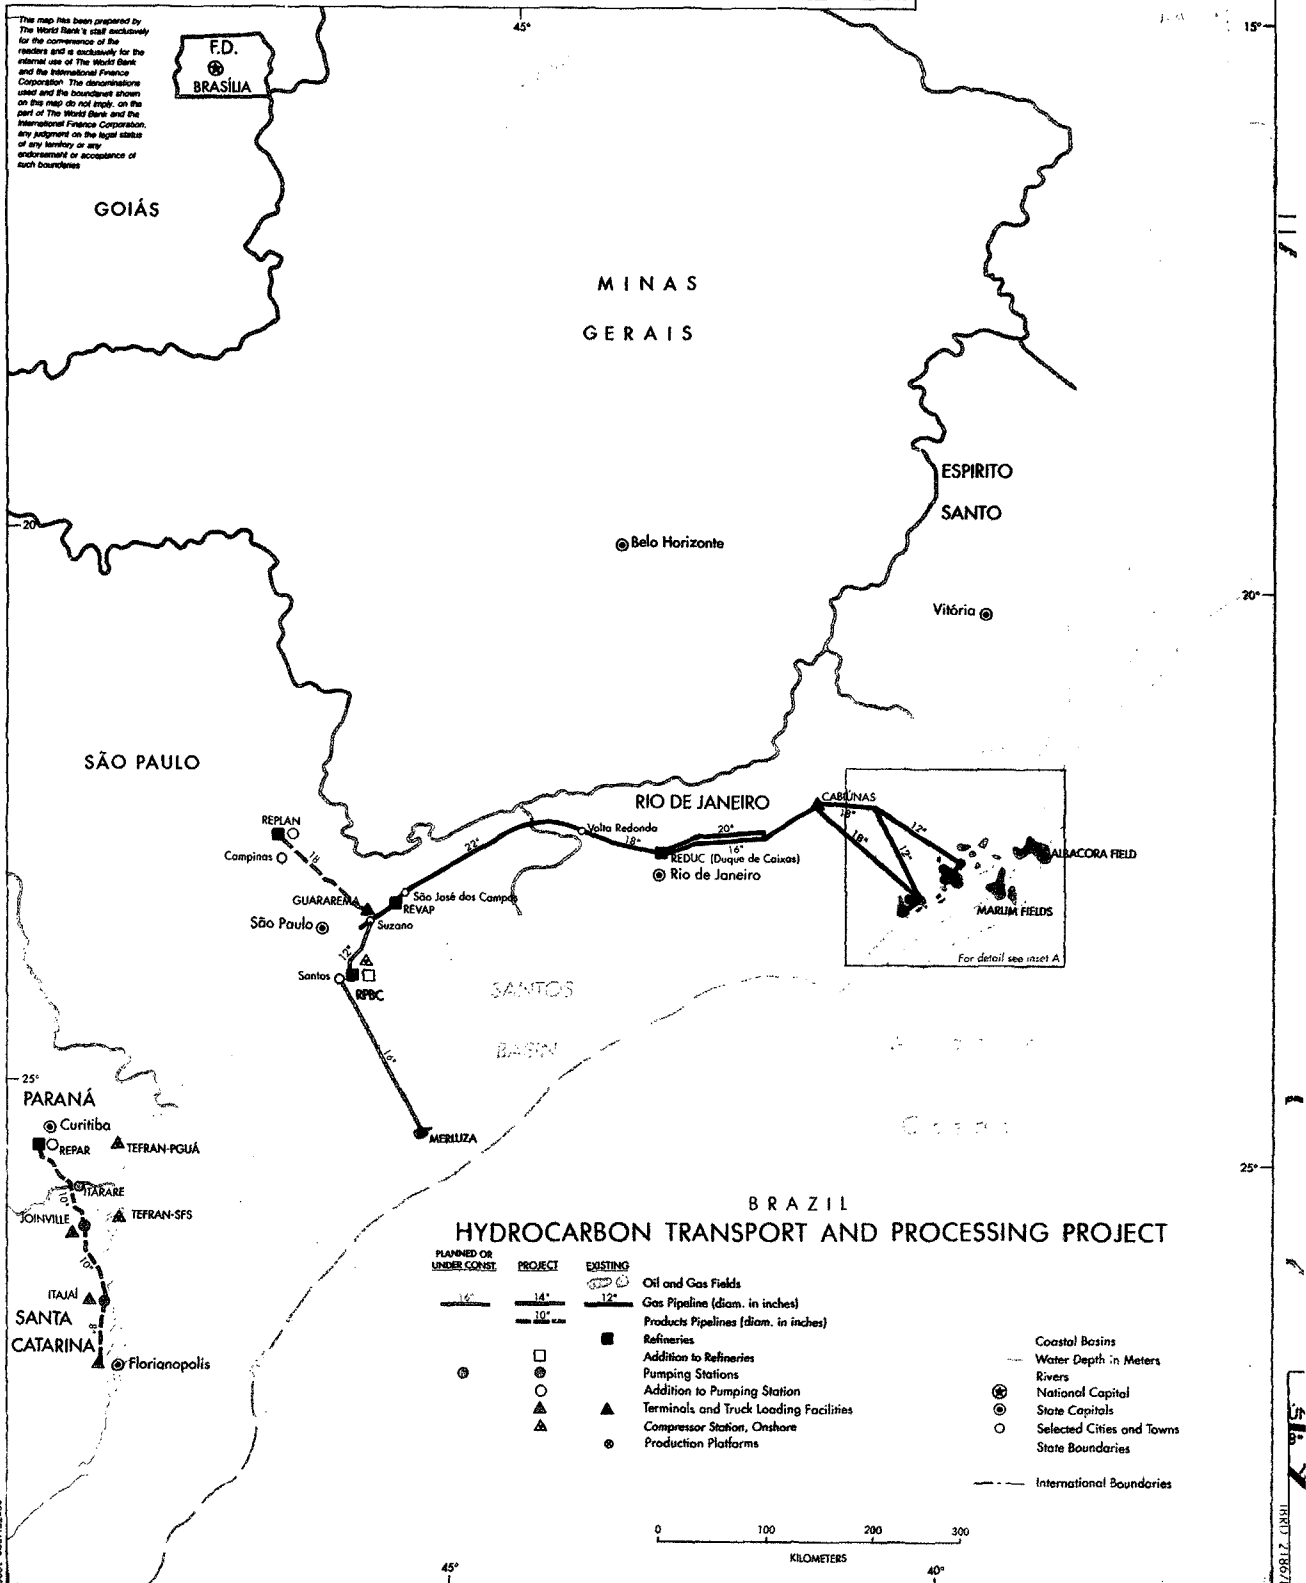 45°
15°
This map has been prepared by
The World Bank's staff exclusively
for the convenience of the
readers and is exclusively for the
internal use of The World Bank
and the International Finance
Corporation. The denominations
used and the boundaries shown
on this map do not imply, on the
part of The World Bank and the
International Finance Corporation,
any judgment on the legal status
of any territory or any
endorsement or acceptance of
such boundaries
F.D.
BRASÍLIA
GOIÁS
MINAS
GERAIS
ESPIRITO
SANTO
20°
Belo Horizonte
20°
Vitória
SÃO PAULO
RIO DE JANEIRO
CABIÚNAS
REPLAN
Volta Redonda
20°
18"
12"
22"
18"
16"
18"
12"
Campinas
18
REDUC (Duque de Caixas)
ALBACORA FIELD
Rio de Janeiro
GUARAREMA
São José dos Campos
REVAP
MARLIM FIELDS
São Paulo
Suzano
12"
For detail see inset A
Santos
RPBC
SANTOS
BASIN
16"
25°
PARANÁ
Curitiba
REPAR
TEFRAN-PGUÁ
MERLUZA
25°
ITARARE
10"
JOINVILLE
TEFRAN-SFS
10"
ITAJAÍ
SANTA
CATARINA
8"
Florianopolis
BRAZIL
HYDROCARBON TRANSPORT AND PROCESSING PROJECT
PLANNED OR
UNDER CONST.
PROJECT
EXISTING
Oil and Gas Fields
16"
14"
12"
Gas Pipeline (diam. in inches)
10"
Products Pipelines (diam. in inches)
Refineries
Addition to Refineries
Pumping Stations
Addition to Pumping Station
Terminals and Truck Loading Facilities
Compressor Station, Onshore
Production Platforms
Coastal Basins
Water Depth in Meters
Rivers
National Capital
State Capitals
Selected Cities and Towns
State Boundaries
International Boundaries
0 100 200 300
KILOMETERS
45°
40°